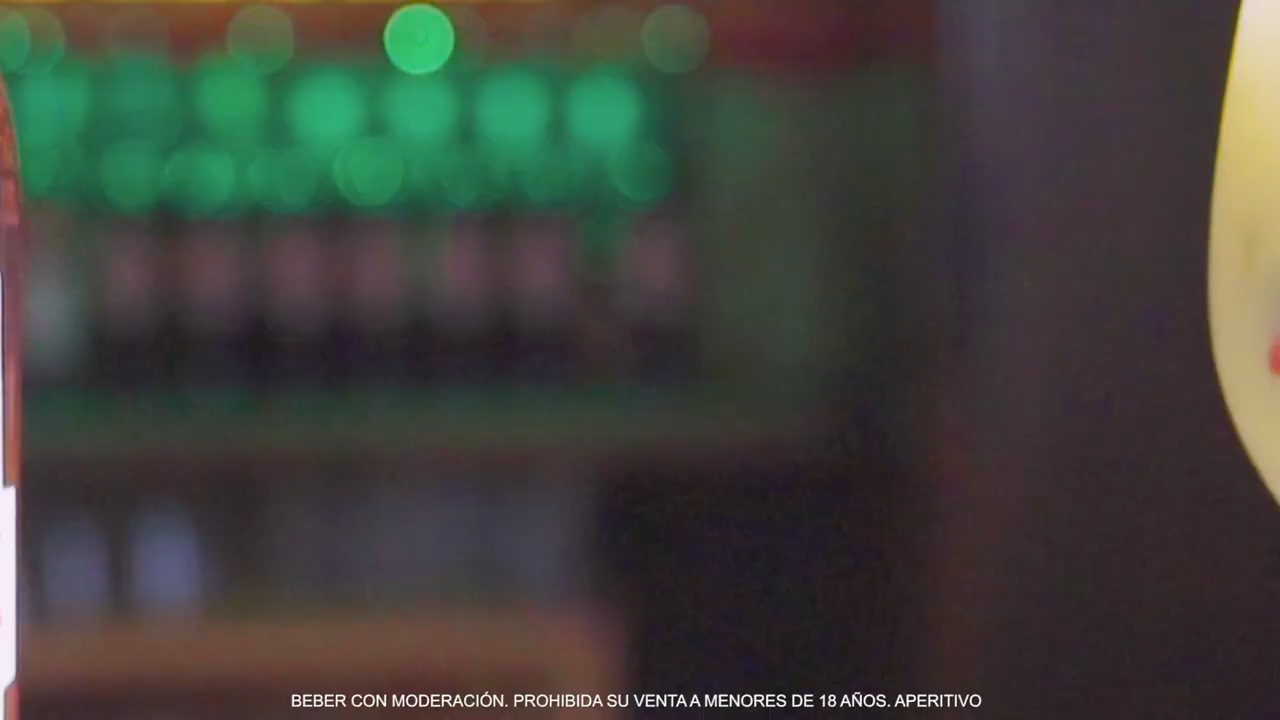 BEBER CON MODERACIÓN. PROHIBIDA SU VENTA A MENORES DE 18 AÑOS. APERITIVO